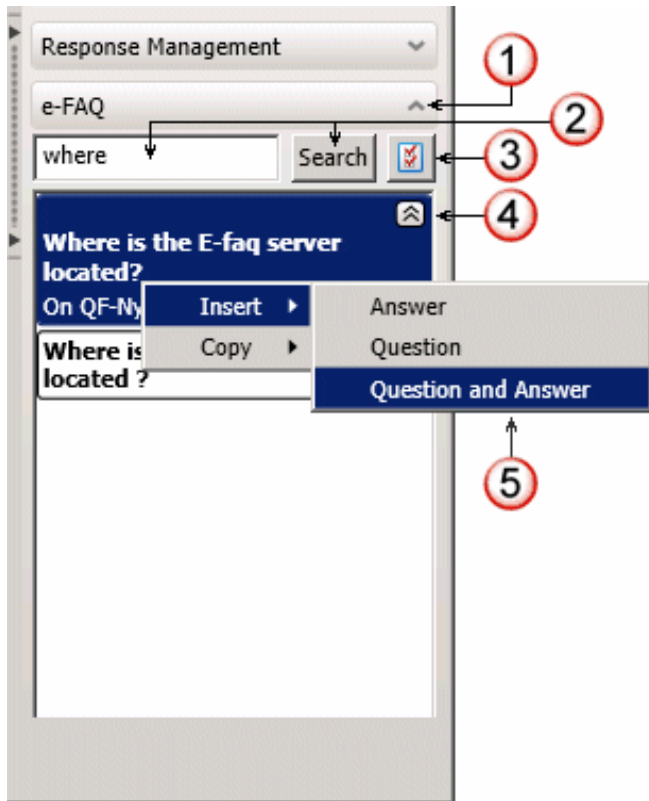 Response Management
1
e-FAQ
2
where
Search
3
4
Where is the E-faq server
located?
On QF-Ny
Insert
Answer
Where is
Copy
Question
located ?
Question and Answer
5